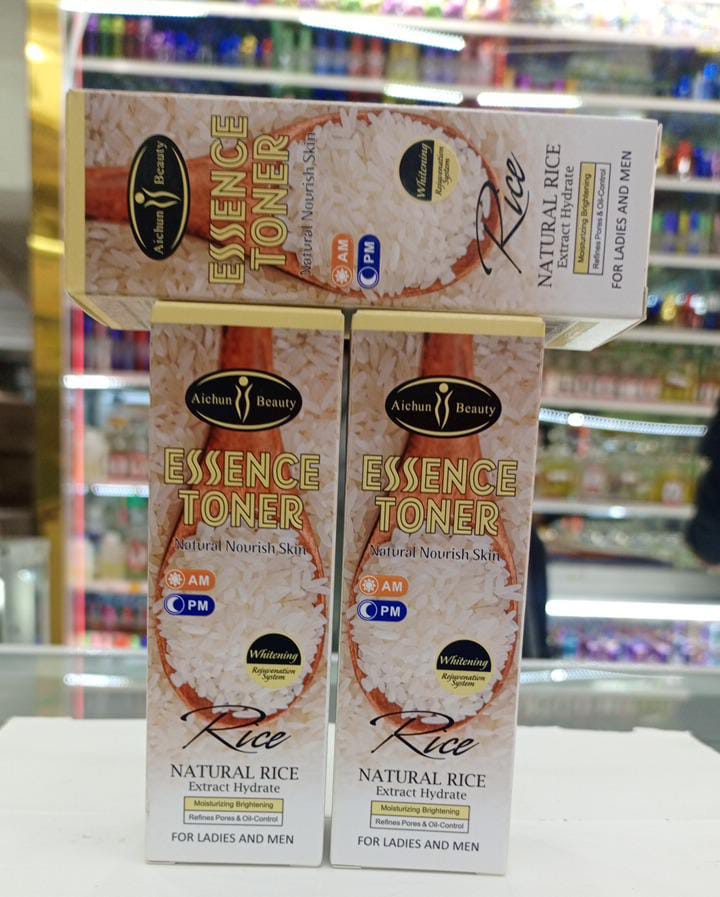 Aichun Beauty
ESSENCE
TONER
Natural Nourish Skin
AM
PM
Whitening
Rejuvenation
System
Rice
NATURAL RICE
Extract Hydrate
Moisturizing Brightening
Refines Pores & Oil-Control
FOR LADIES AND MEN
Aichun Beauty
ESSENCE
TONER
Natural Nourish Skin
AM
PM
Whitening
Rejuvenation
System
Rice
NATURAL RICE
Extract Hydrate
Moisturizing Brightening
Refines Pores & Oil-Control
FOR LADIES AND MEN
Aichun Beauty
ESSENCE
TONER
Natural Nourish Skin
AM
PM
Whitening
Rejuvenation
System
Rice
NATURAL RICE
Extract Hydrate
Moisturizing Brightening
Refines Pores & Oil-Control
FOR LADIES AND MEN